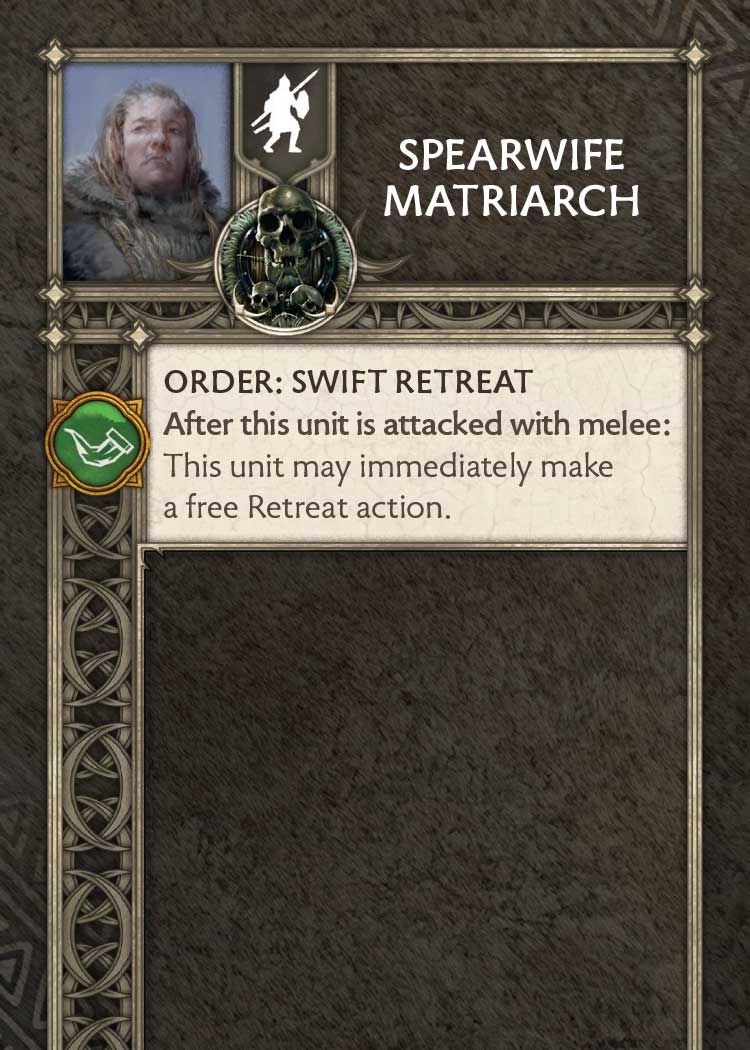 SPEARWIFE
MATRIARCH
ORDER: SWIFT RETREAT
After this unit is attacked with melee:
This unit may immediately make
a free Retreat action.